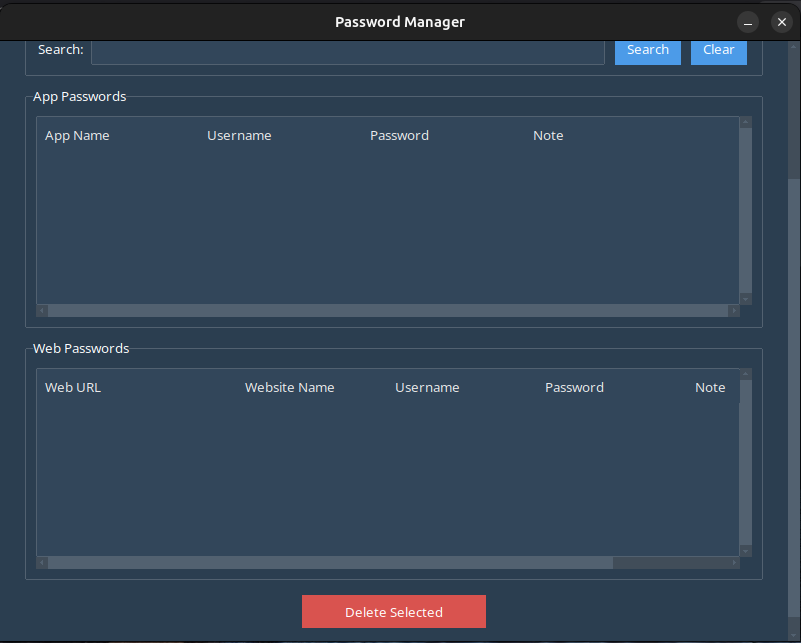 Password Manager
Search: Search Clear
App Passwords
App Name Username Password Note
Web Passwords
Web URL Website Name Username Password Note
Delete Selected